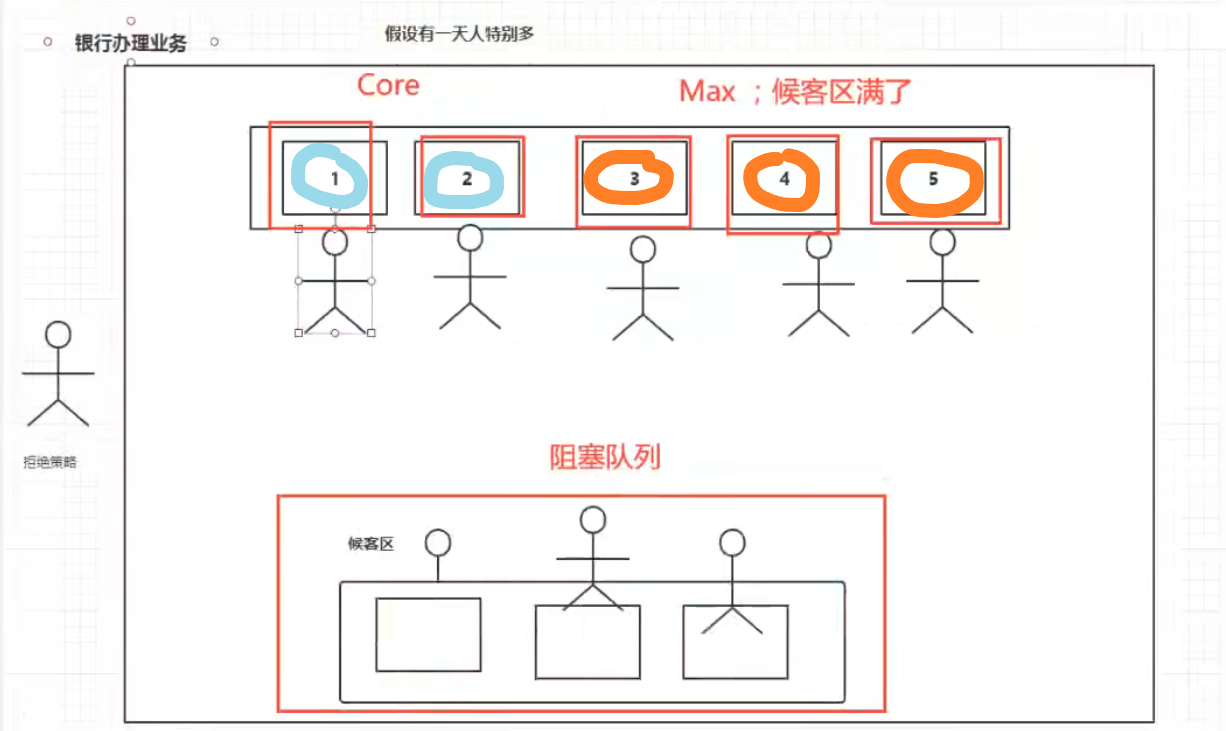 银行办理业务
假设有一天人特别多
Core
Max ；候客区满了
1
2
3
4
5
拒绝策略
阻塞队列
候客区